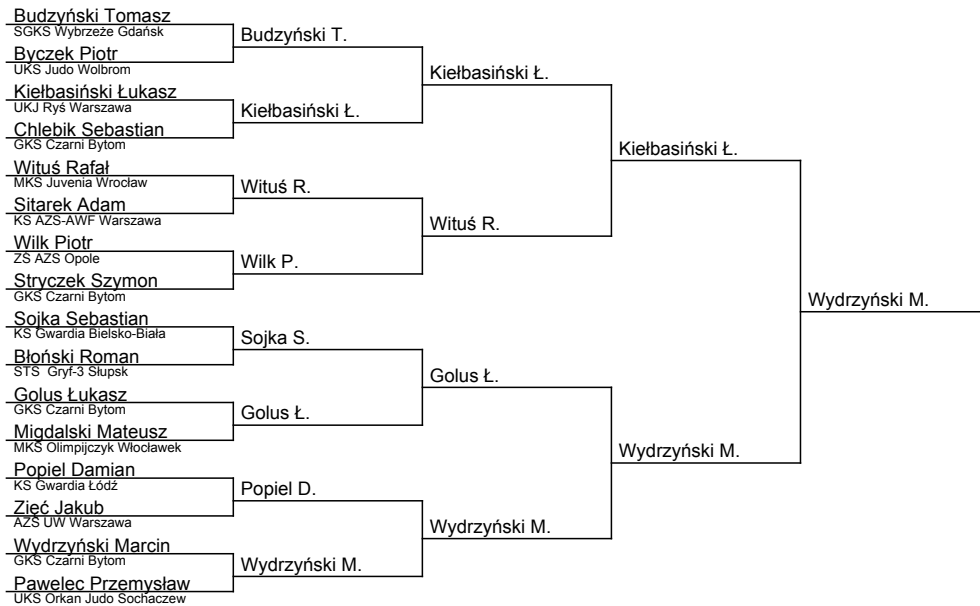 Budzyński Tomasz
SGKS Wybrzeże Gdańsk
Byczek Piotr
UKS Judo Wolbrom
Kiełbasiński Łukasz
UKJ Ryś Warszawa
Chlebik Sebastian
GKS Czarni Bytom
Wituś Rafał
MKS Juvenia Wrocław
Sitarek Adam
KS AZS-AWF Warszawa
Wilk Piotr
ZŚ AZS Opole
Stryczek Szymon
GKS Czarni Bytom
Sojka Sebastian
KS Gwardia Bielsko-Biała
Błoński Roman
STS Gryf-3 Słupsk
Golus Łukasz
GKS Czarni Bytom
Migdalski Mateusz
MKS Olimpijczyk Włocławek
Popiel Damian
KS Gwardia Łódź
Zięć Jakub
AZS UW Warszawa
Wydrzyński Marcin
GKS Czarni Bytom
Pawelec Przemysław
UKS Orkan Judo Sochaczew
Budzyński T.
Kiełbasiński Ł.
Wituś R.
Wilk P.
Sojka S.
Golus Ł.
Popiel D.
Wydrzyński M.
Kiełbasiński Ł.
Wituś R.
Golus Ł.
Wydrzyński M.
Kiełbasiński Ł.
Wydrzyński M.
Wydrzyński M.